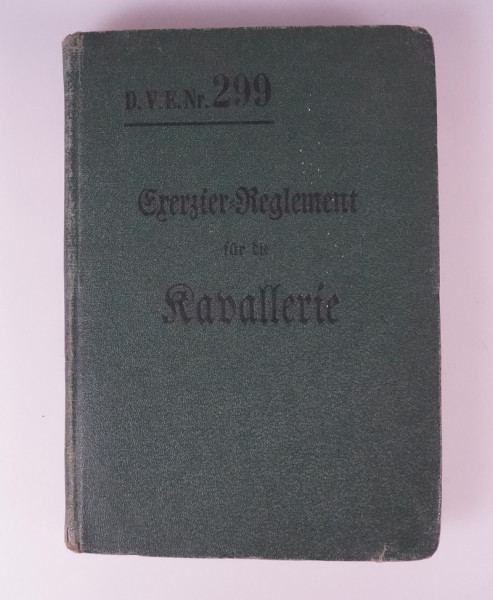 D. V. E. Nr. 299
Exerzier-Reglement
für die
Kavallerie